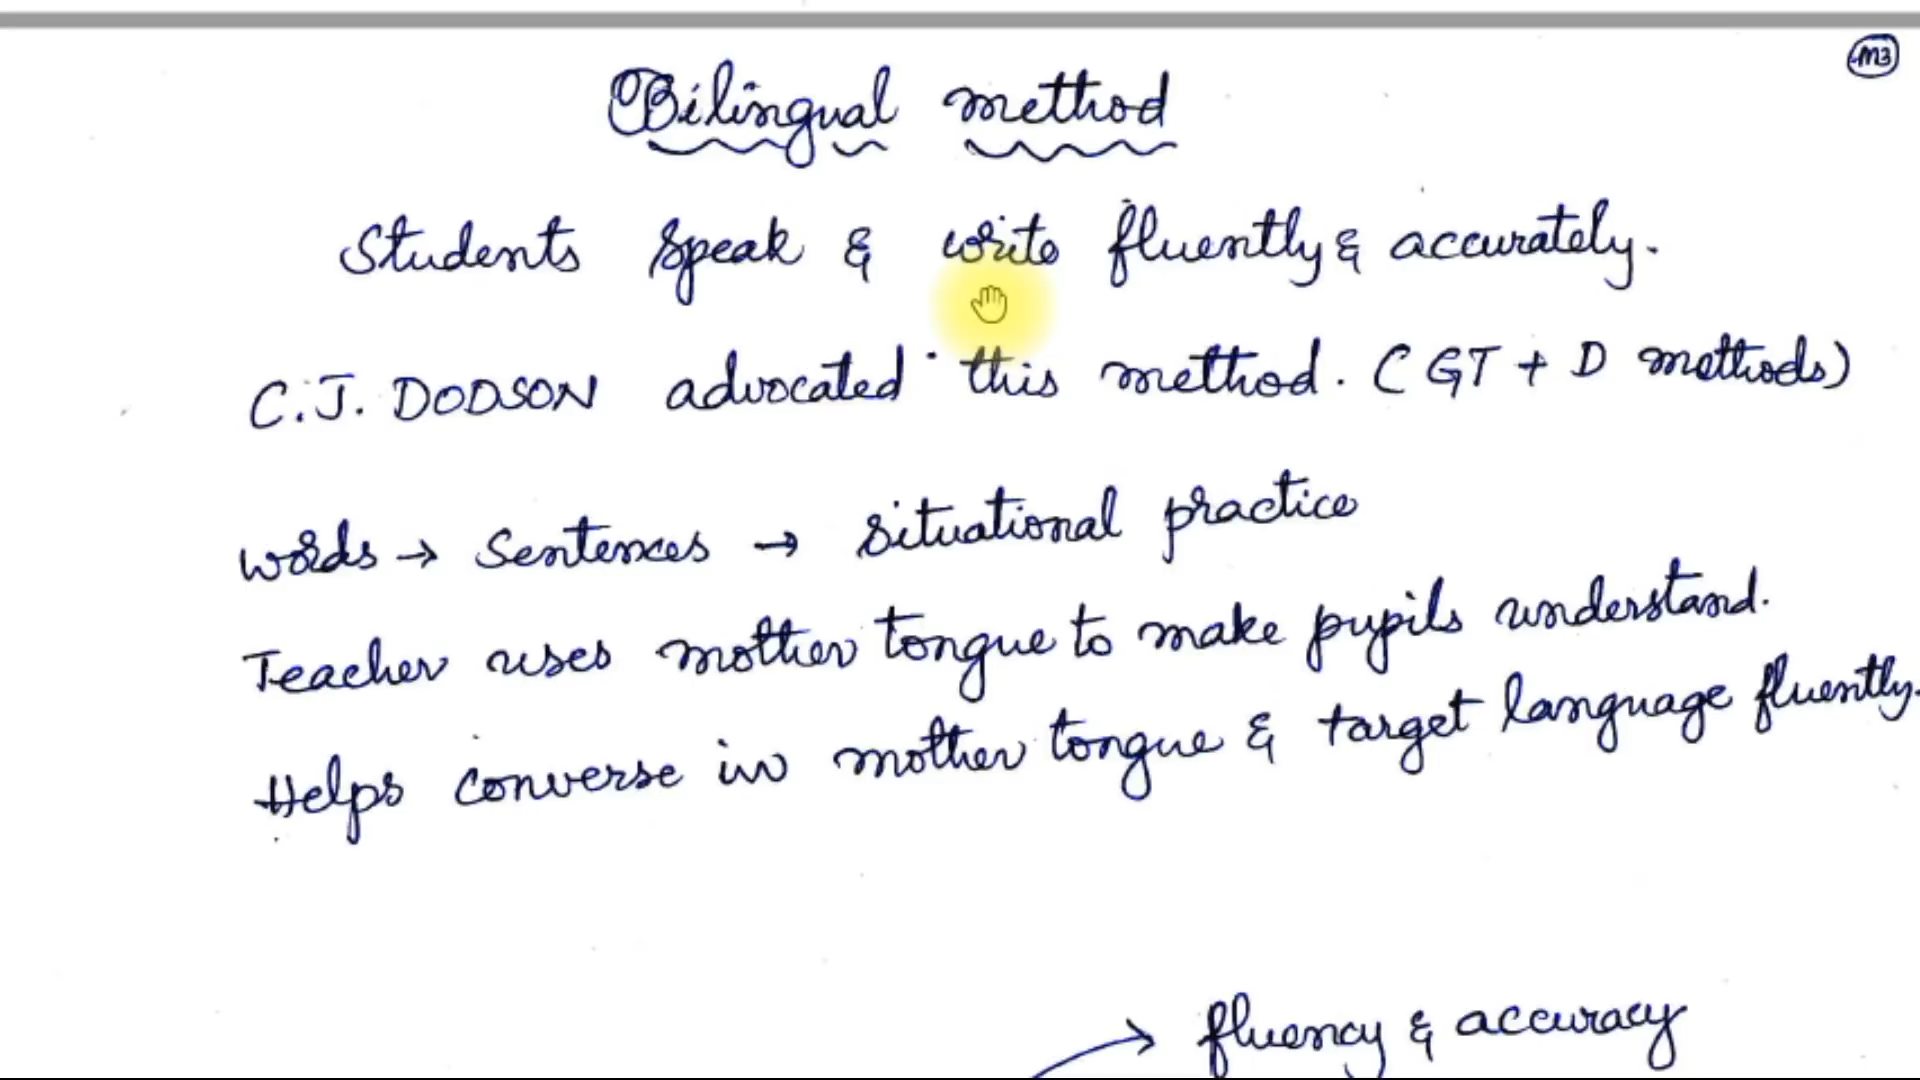 m3
Bilingual method
Students speak & write fluently & accurately.
C.J. DODSON advocated this method. (GT + D methods)
words → Sentences → Situational practice
Teacher uses mother tongue to make pupils understand.
Helps converse in mother tongue & target language fluently.
→ fluency & accuracy